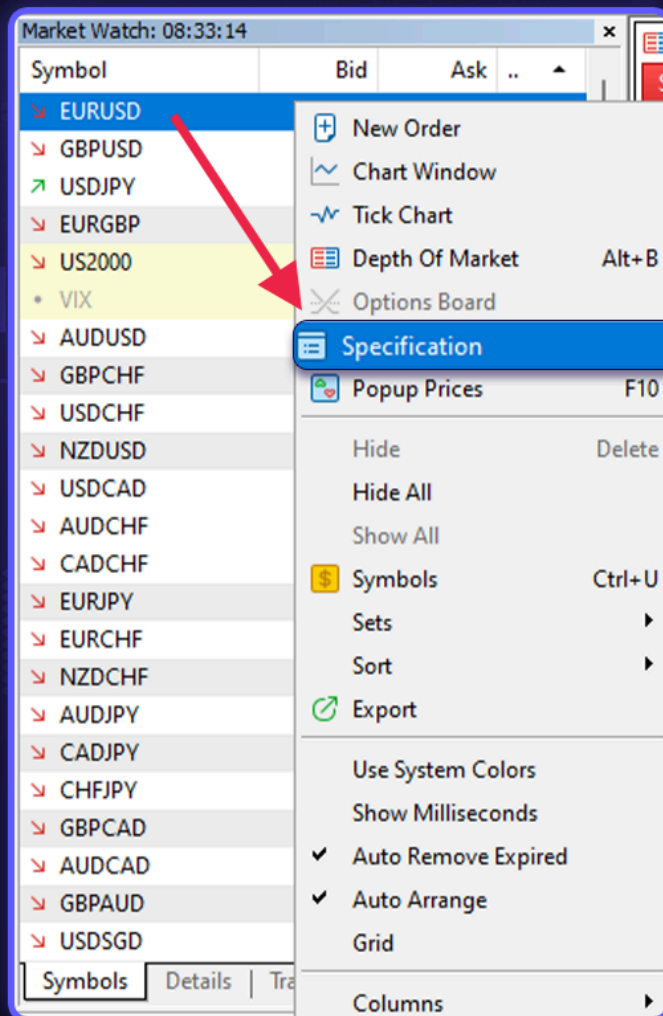 Market Watch: 08:33:14
Symbol Bid Ask ..
EURUSD
GBPUSD
USDJPY
EURGBP
US2000
VIX
AUDUSD
GBPCHF
USDCHF
NZDUSD
USDCAD
AUDCHF
CADCHF
EURJPY
EURCHF
NZDCHF
AUDJPY
CADJPY
CHFJPY
GBPCAD
AUDCAD
GBPAUD
USDSGD
Symbols Details
New Order
Chart Window
Tick Chart
Depth Of Market Alt+B
Options Board
Specification
Popup Prices F10
Hide Delete
Hide All
Show All
Symbols Ctrl+U
Sets
Sort
Export
Use System Colors
Show Milliseconds
Auto Remove Expired
Auto Arrange
Grid
Columns